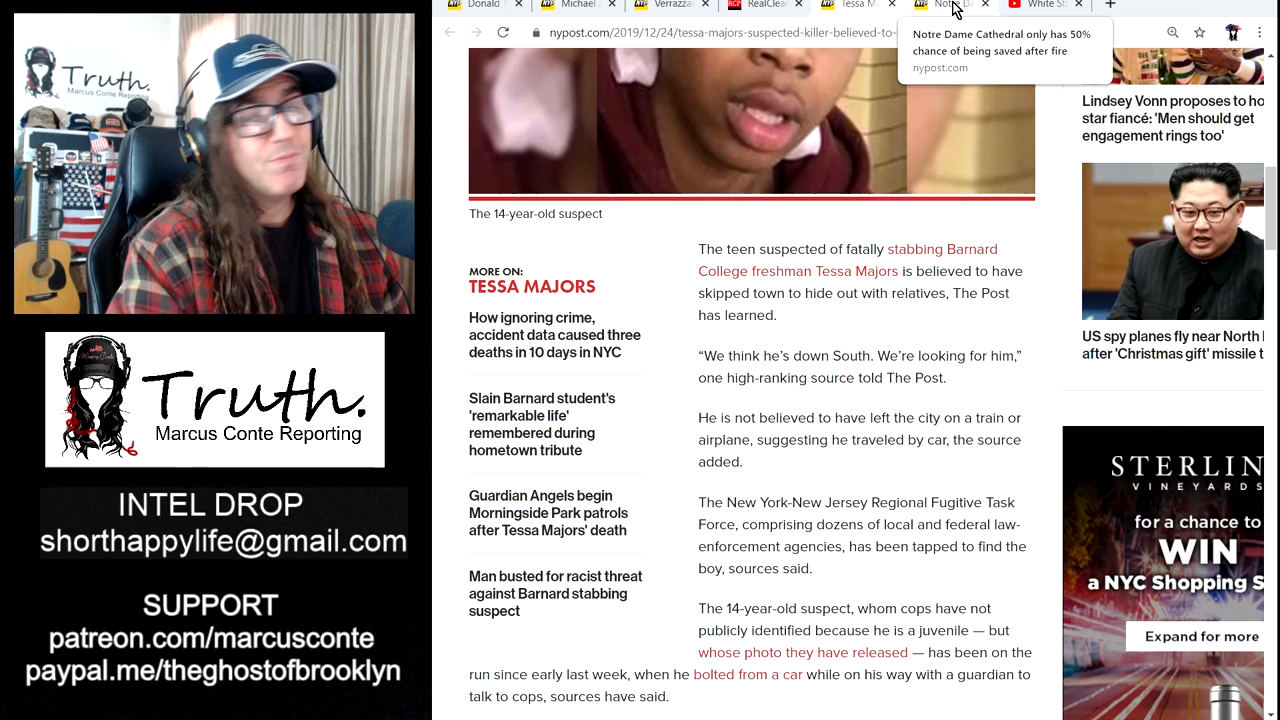 Truth.
MARCUS CONTE REPORTING
Truth.
Marcus Conte Reporting
INTEL DROP
shorthappylife@gmail.com
SUPPORT
patreon.com/marcusconte
paypal.me/theghostofbrooklyn
Donald
Michael
Verrazzan
RealClear
Tessa M
Notre Da
White St
nypost.com/2019/12/24/tessa-majors-suspected-killer-believed-to-
Notre Dame Cathedral only has 50%
chance of being saved after fire
nypost.com
The 14-year-old suspect
MORE ON:
TESSA MAJORS
How ignoring crime,
accident data caused three
deaths in 10 days in NYC
Slain Barnard student's
'remarkable life'
remembered during
hometown tribute
Guardian Angels begin
Morningside Park patrols
after Tessa Majors' death
Man busted for racist threat
against Barnard stabbing
suspect
The teen suspected of fatally stabbing Barnard
College freshman Tessa Majors is believed to have
skipped town to hide out with relatives, The Post
has learned.
“We think he’s down South. We’re looking for him,”
one high-ranking source told The Post.
He is not believed to have left the city on a train or
airplane, suggesting he traveled by car, the source
added.
The New York-New Jersey Regional Fugitive Task
Force, comprising dozens of local and federal law-
enforcement agencies, has been tapped to find the
boy, sources said.
The 14-year-old suspect, whom cops have not
publicly identified because he is a juvenile — but
whose photo they have released — has been on the
run since early last week, when he bolted from a car while on his way with a guardian to
talk to cops, sources have said.
Lindsey Vonn proposes to ho
star fiancé: 'Men should get
engagement rings too'
US spy planes fly near North
after 'Christmas gift' missile t
STERLIN
VINEYARDS
for a chance to
WIN
a NYC Shopping S
Expand for more